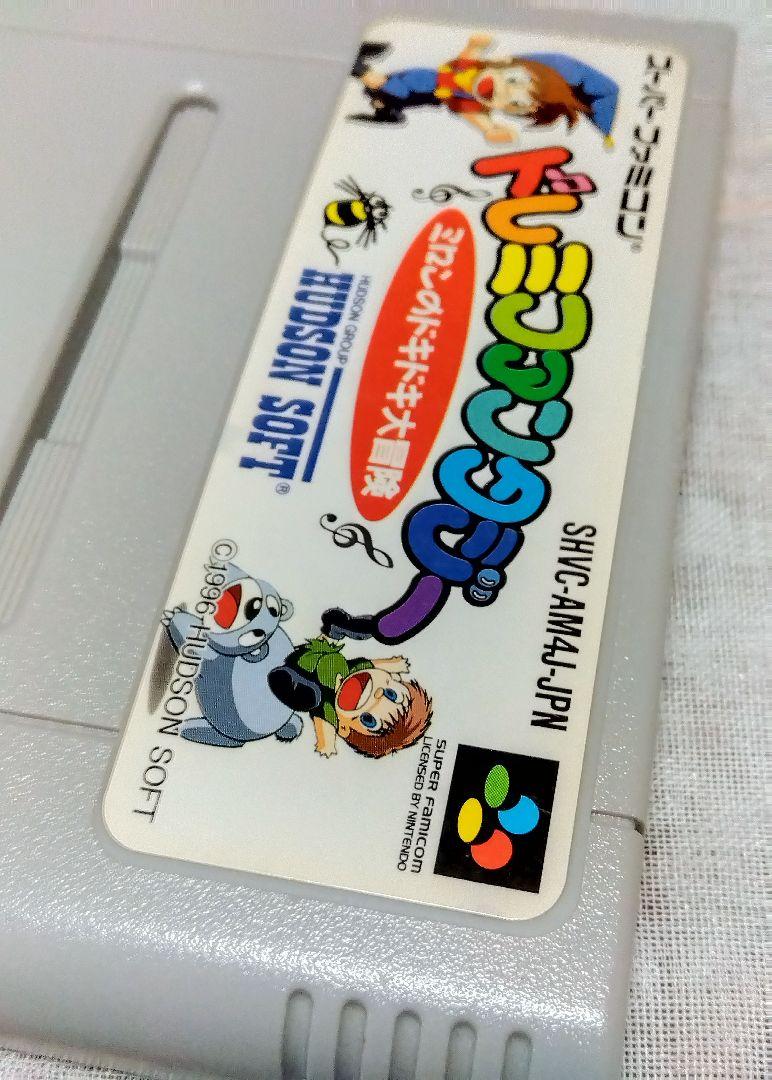 スーパーファミコン
ドレミファンタジー
ミロンのドキドキ大冒険
HUDSON GROUP
HUDSON SOFT®
SHVC-AM4J-JPN
©1996 HUDSON SOFT
SUPER FAMICOM
LICENSED BY NINTENDO